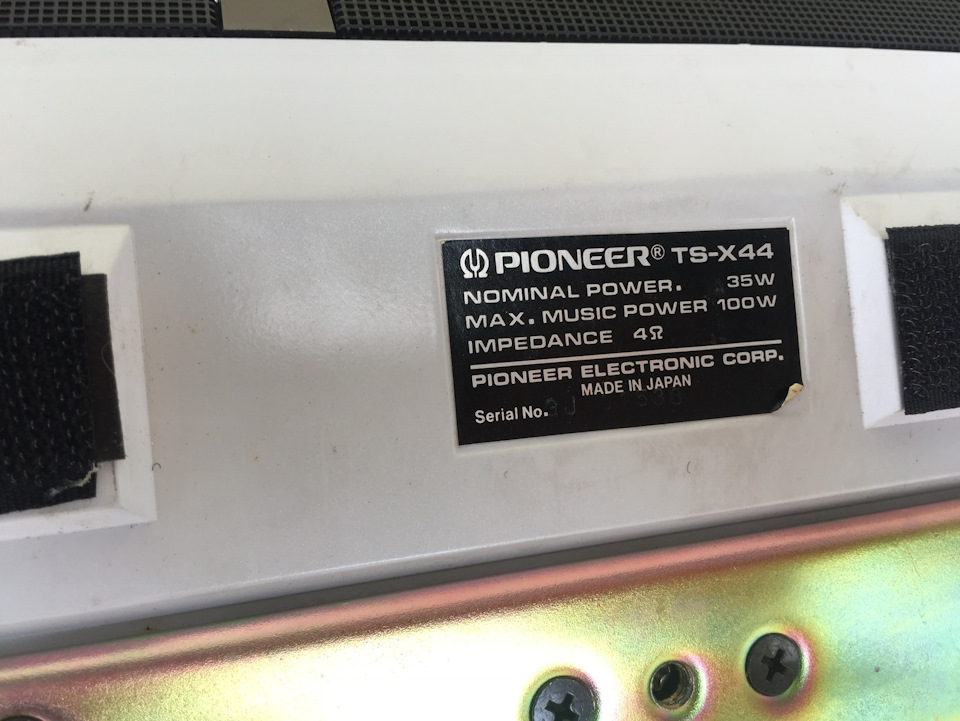 PIONEER® TS-X44
NOMINAL POWER. 35W
MAX. MUSIC POWER 100W
IMPEDANCE 4Ω
PIONEER ELECTRONIC CORP.
MADE IN JAPAN
Serial No.